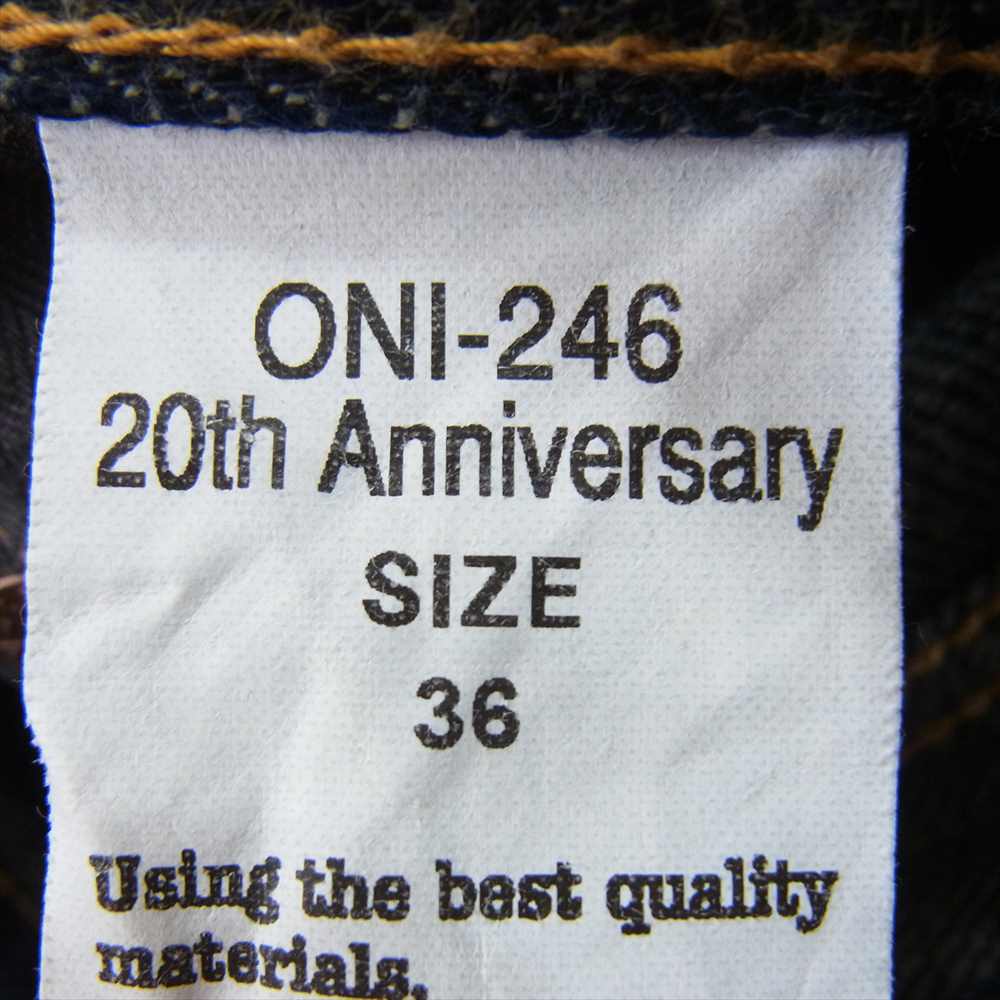 ONI-246
20th Anniversary
SIZE
36
Using the best quality
materials.